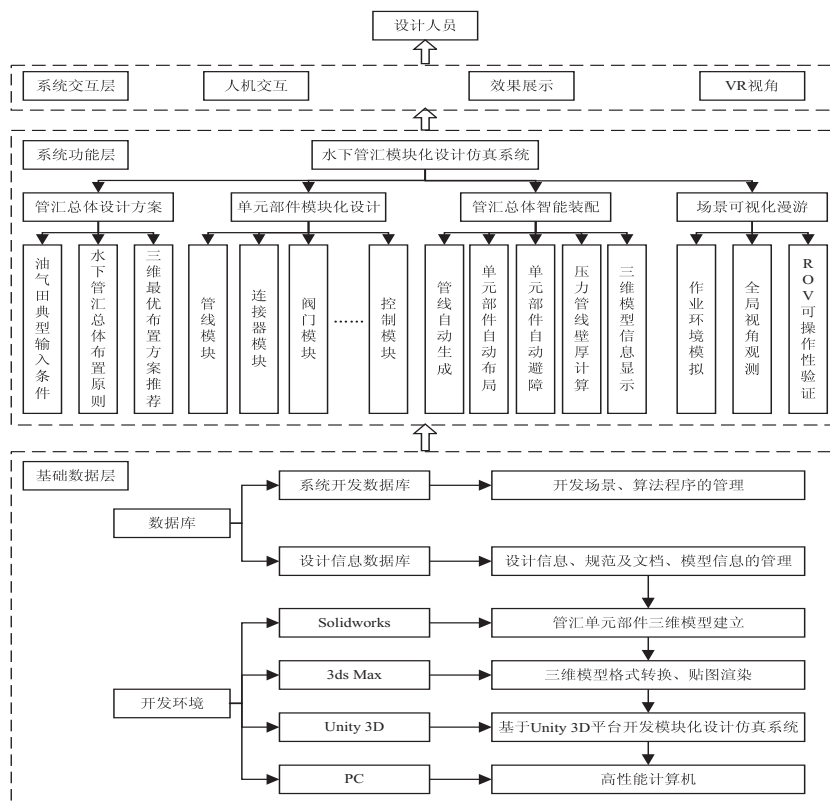 设计人员
系统交互层
人机交互
效果展示
VR视角
系统功能层
水下管汇模块化设计仿真系统
管汇总体设计方案
单元部件模块化设计
管汇总体智能装配
场景可视化漫游
油气田典型输入条件
水下管汇总体布置原则
三维最优布置方案推荐
管线模块
连接器模块
阀门模块
……
控制模块
管线自动生成
单元部件自动布局
单元部件自动避障
压力管线壁厚计算
三维模型信息显示
作业环境模拟
全局视角观测
ROV可操作性验证
基础数据层
数据库
系统开发数据库
开发场景、算法程序的管理
设计信息数据库
设计信息、规范及文档、模型信息的管理
开发环境
Solidworks
管汇单元部件三维模型建立
3ds Max
三维模型格式转换、贴图渲染
Unity 3D
基于Unity 3D平台开发模块化设计仿真系统
PC
高性能计算机